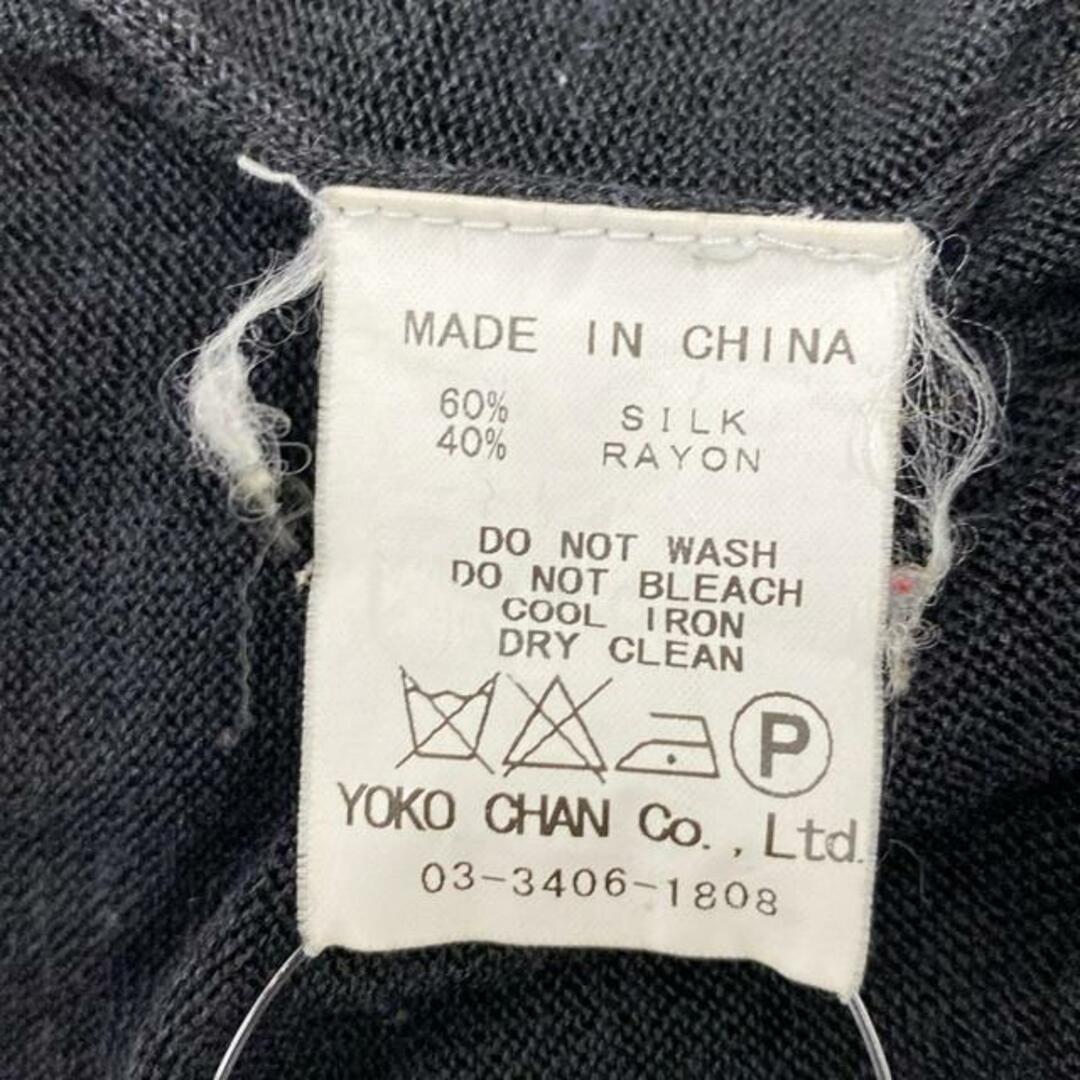 MADE IN CHINA
60% SILK
40% RAYON
DO NOT WASH
DO NOT BLEACH
COOL IRON
DRY CLEAN
P
YOKO CHAN Co., Ltd.
03-3406-1808